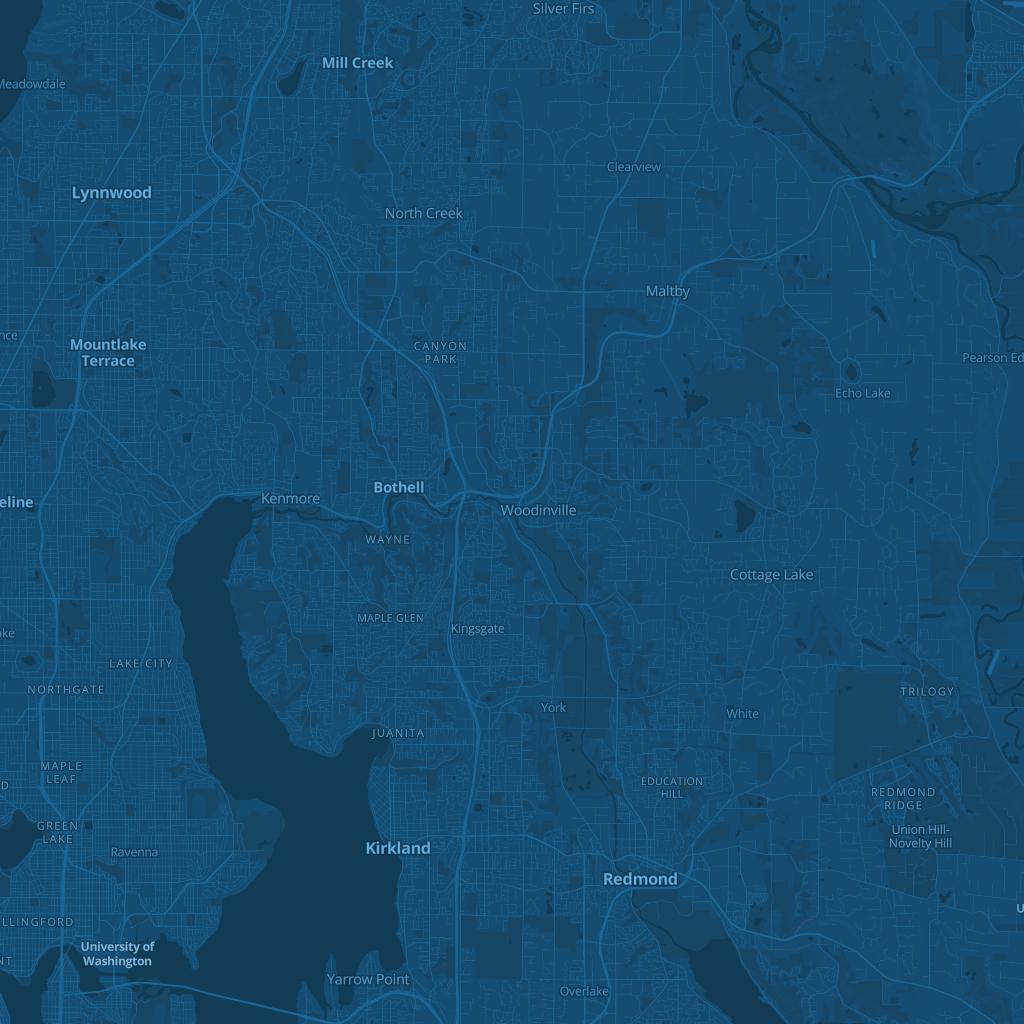 Silver Firs
Mill Creek
Meadowdale
Clearview
Lynnwood
North Creek
Maltby
nce
Mountlake
Terrace
CANYON
PARK
Pearson Ed
Echo Lake
Bothell
Kenmore
eline
Woodinville
WAYNE
Cottage Lake
MAPLE GLEN
Kingsgate
ake
LAKE CITY
NORTHGATE
TRILOGY
York
White
JUANITA
MAPLE
LEAF
D
EDUCATION
HILL
REDMOND
RIDGE
GREEN
LAKE
Union Hill-
Novelty Hill
Ravenna
Kirkland
Redmond
U
LLINGFORD
University of
Washington
NT
Yarrow Point
Overlake